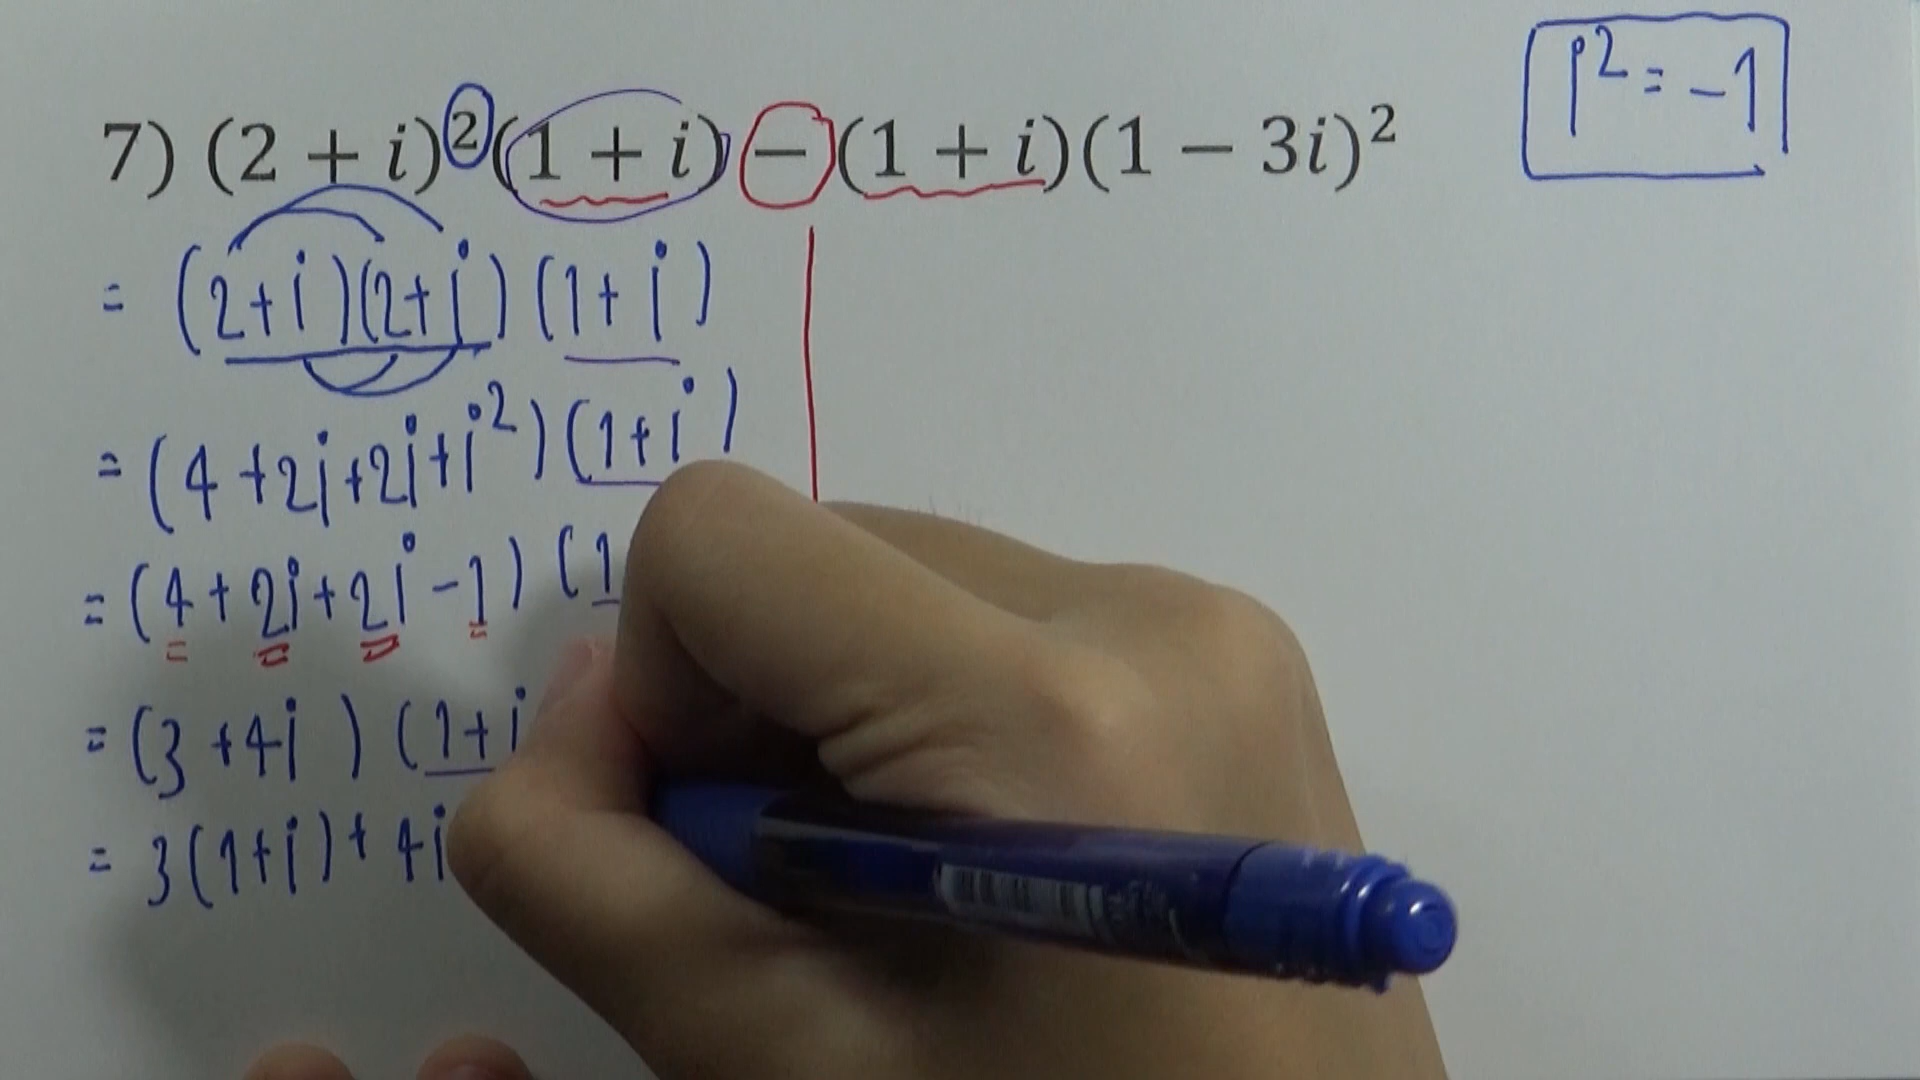 7) (2 + i)²(1 + i) − (1 + i)(1 − 3i)²
i² = −1
= (2+i)(2+i)(1+i)
= (4+2i+2i+i²)(1+i)
= (4+2i+2i−1)(1
= (3+4i)(1+i
= 3(1+i)+4i